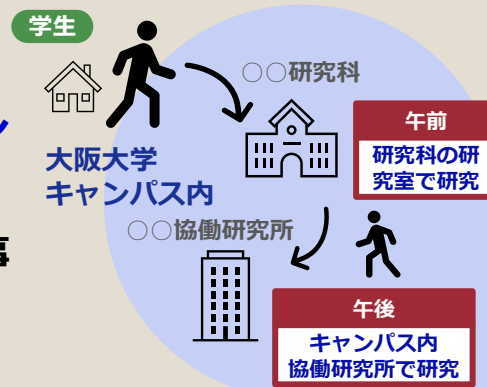 学生
○○研究科
午前
研究科の研
究室で研究
大阪大学
キャンパス内
○○協働研究所
午後
キャンパス内
協働研究所で研究